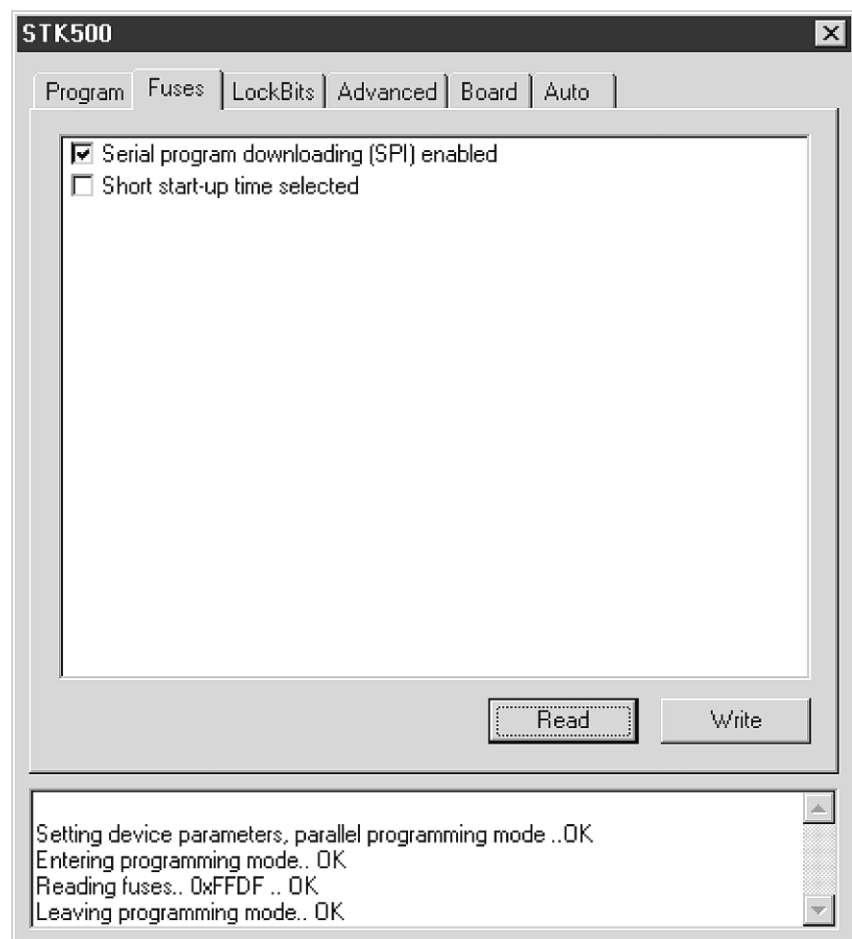 STK500
Program Fuses LockBits Advanced Board Auto
Serial program downloading (SPI) enabled
Short start-up time selected
Read Write
Setting device parameters, parallel programming mode ..OK
Entering programming mode.. OK
Reading fuses.. 0xFFDF .. OK
Leaving programming mode.. OK